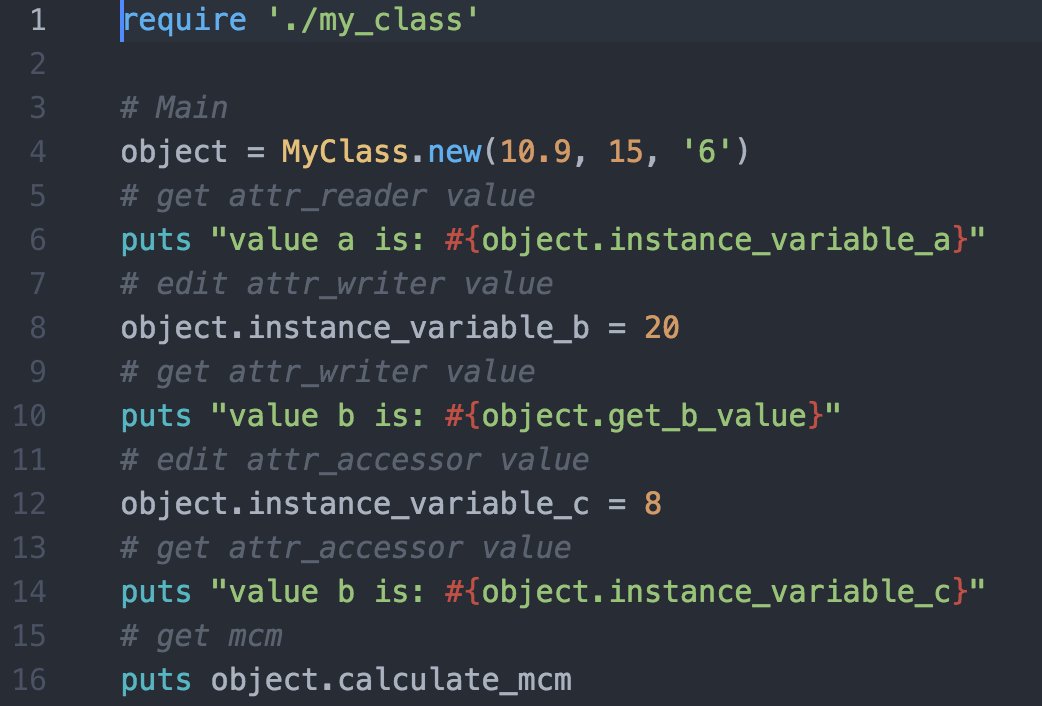 1 require './my_class'
2
3 # Main
4 object = MyClass.new(10.9, 15, '6')
5 # get attr_reader value
6 puts "value a is: #{object.instance_variable_a}"
7 # edit attr_writer value
8 object.instance_variable_b = 20
9 # get attr_writer value
10 puts "value b is: #{object.get_b_value}"
11 # edit attr_accessor value
12 object.instance_variable_c = 8
13 # get attr_accessor value
14 puts "value b is: #{object.instance_variable_c}"
15 # get mcm
16 puts object.calculate_mcm